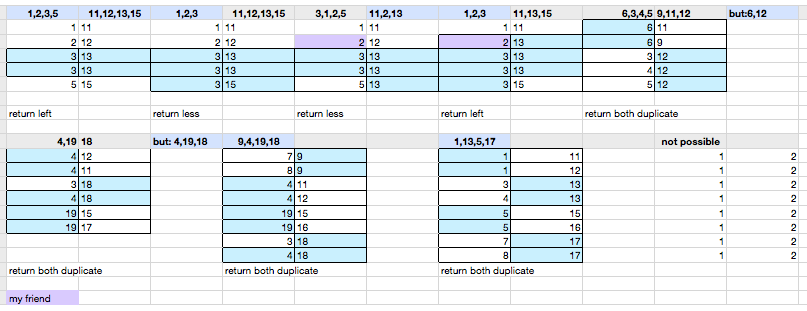 1,2,3,5 11,12,13,15 1,2,3 11,12,13,15 3,1,2,5 11,2,13 1,2,3 11,13,15 6,3,4,5 9,11,12 but:6,12
1 11 1 11 1 11 1 11 6 11
2 12 2 12 2 12 2 13 6 9
3 13 3 13 3 13 3 13 3 12
3 13 3 13 3 13 3 13 4 12
5 15 3 15 5 13 3 15 5 12
return left return less return less return left return both duplicate
4,19 18 but: 4,19,18 9,4,19,18 1,13,5,17 not possible
4 12 7 9 1 11 1 2
4 11 8 9 1 12 1 2
3 18 4 11 3 13 1 2
4 18 4 12 4 13 1 2
19 15 19 15 5 15 1 2
19 17 19 16 5 16 1 2
3 18 7 17 1 2
4 18 8 17 1 2
return both duplicate return both duplicate return both duplicate
my friend